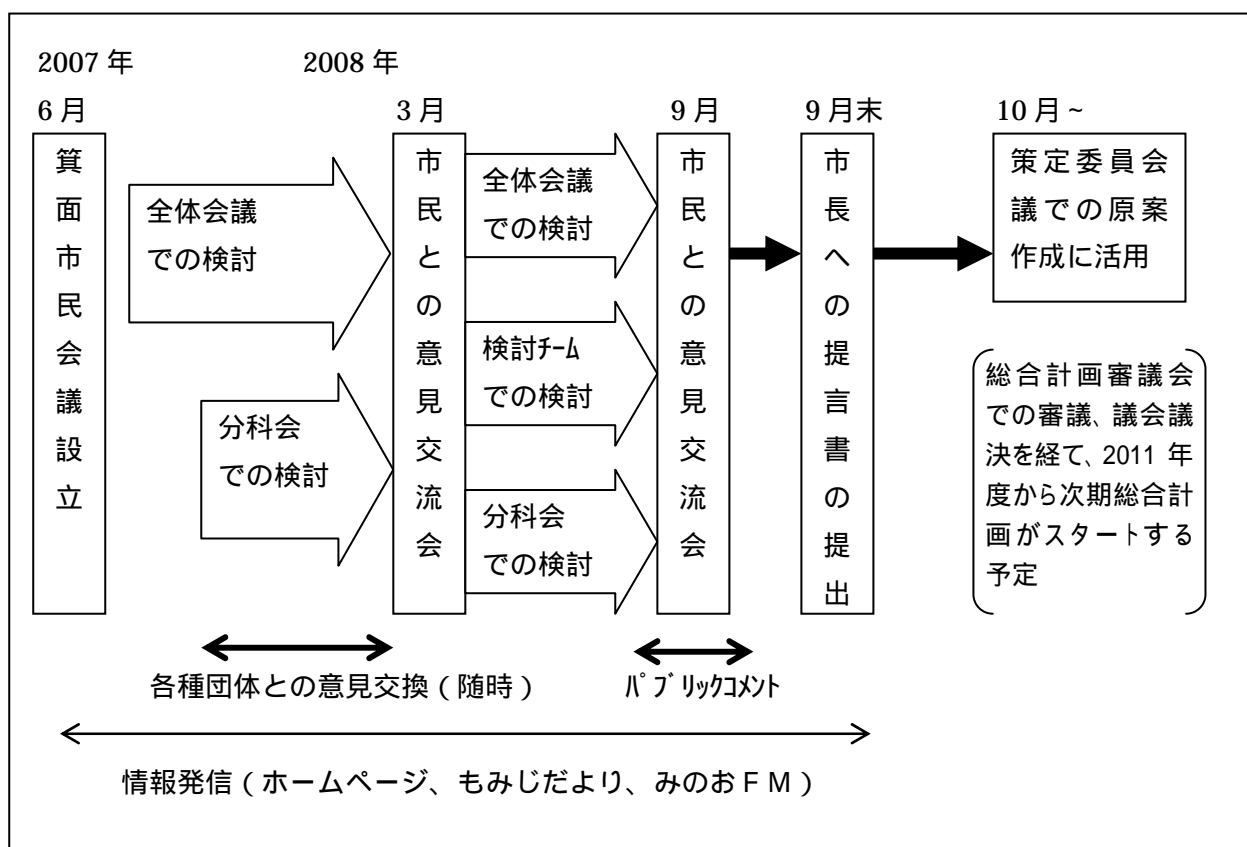 2007年
2008年
6月
3月
9月
9月末
10月~
箕面市民会議設立
全体会議
での検討
分科会
での検討
市民との意見交流会
全体会議
での検討
検討ﾁｰﾑ
での検討
分科会
での検討
市民との意見交流会
市長への提言書の提出
策定委員会
議での原案
作成に活用
総合計画審議会
での審議、議会議
決を経て、2011年
度から次期総合計
画がスタートする
予定
各種団体との意見交換(随時)
ﾊﾟﾌﾞﾘｯｸｺﾒﾝﾄ
情報発信(ホームページ、もみじだより、みのおFM)